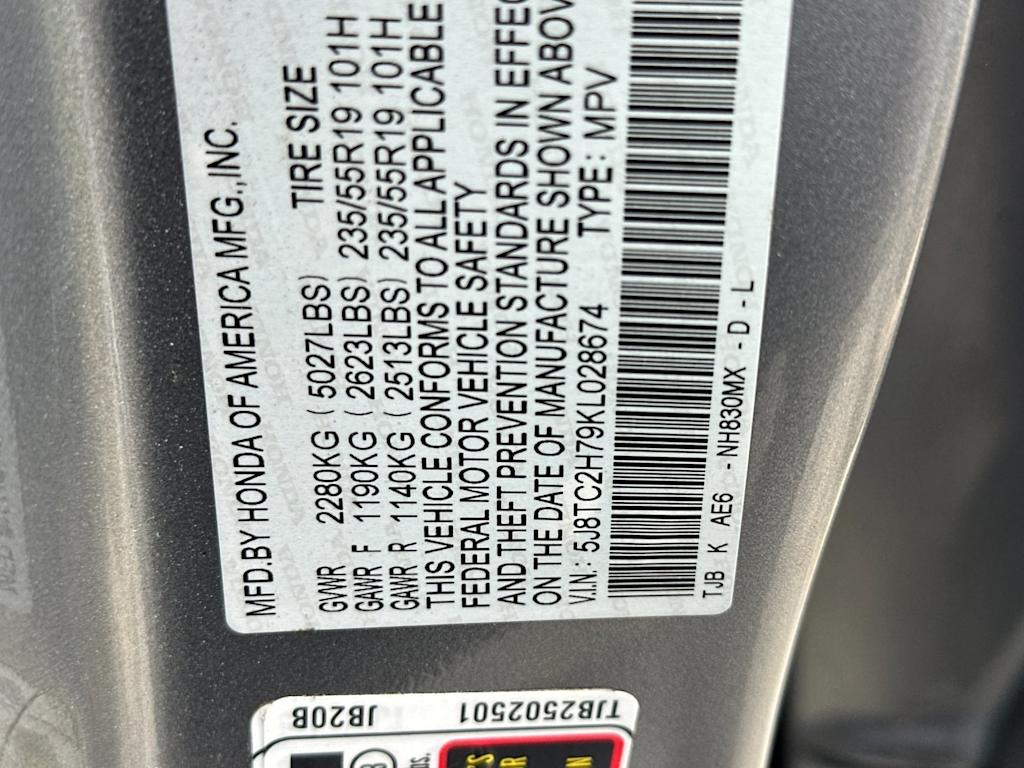 MFD.BY HONDA OF AMERICA MFG.,INC.
TIRE SIZE
GVWR 2280KG ( 5027LBS)
GAWR F 1190KG ( 2623LBS) 235/55R19 101H
GAWR R 1140KG ( 2513LBS) 235/55R19 101H
THIS VEHICLE CONFORMS TO ALL APPLICABLE
FEDERAL MOTOR VEHICLE SAFETY
AND THEFT PREVENTION STANDARDS IN EFFEC
ON THE DATE OF MANUFACTURE SHOWN ABOV
V.I.N.: 5J8TC2H79KL028674 TYPE: MPV
TJB K AE6 - NH830MX - D - L
TJB2502501
JB20B